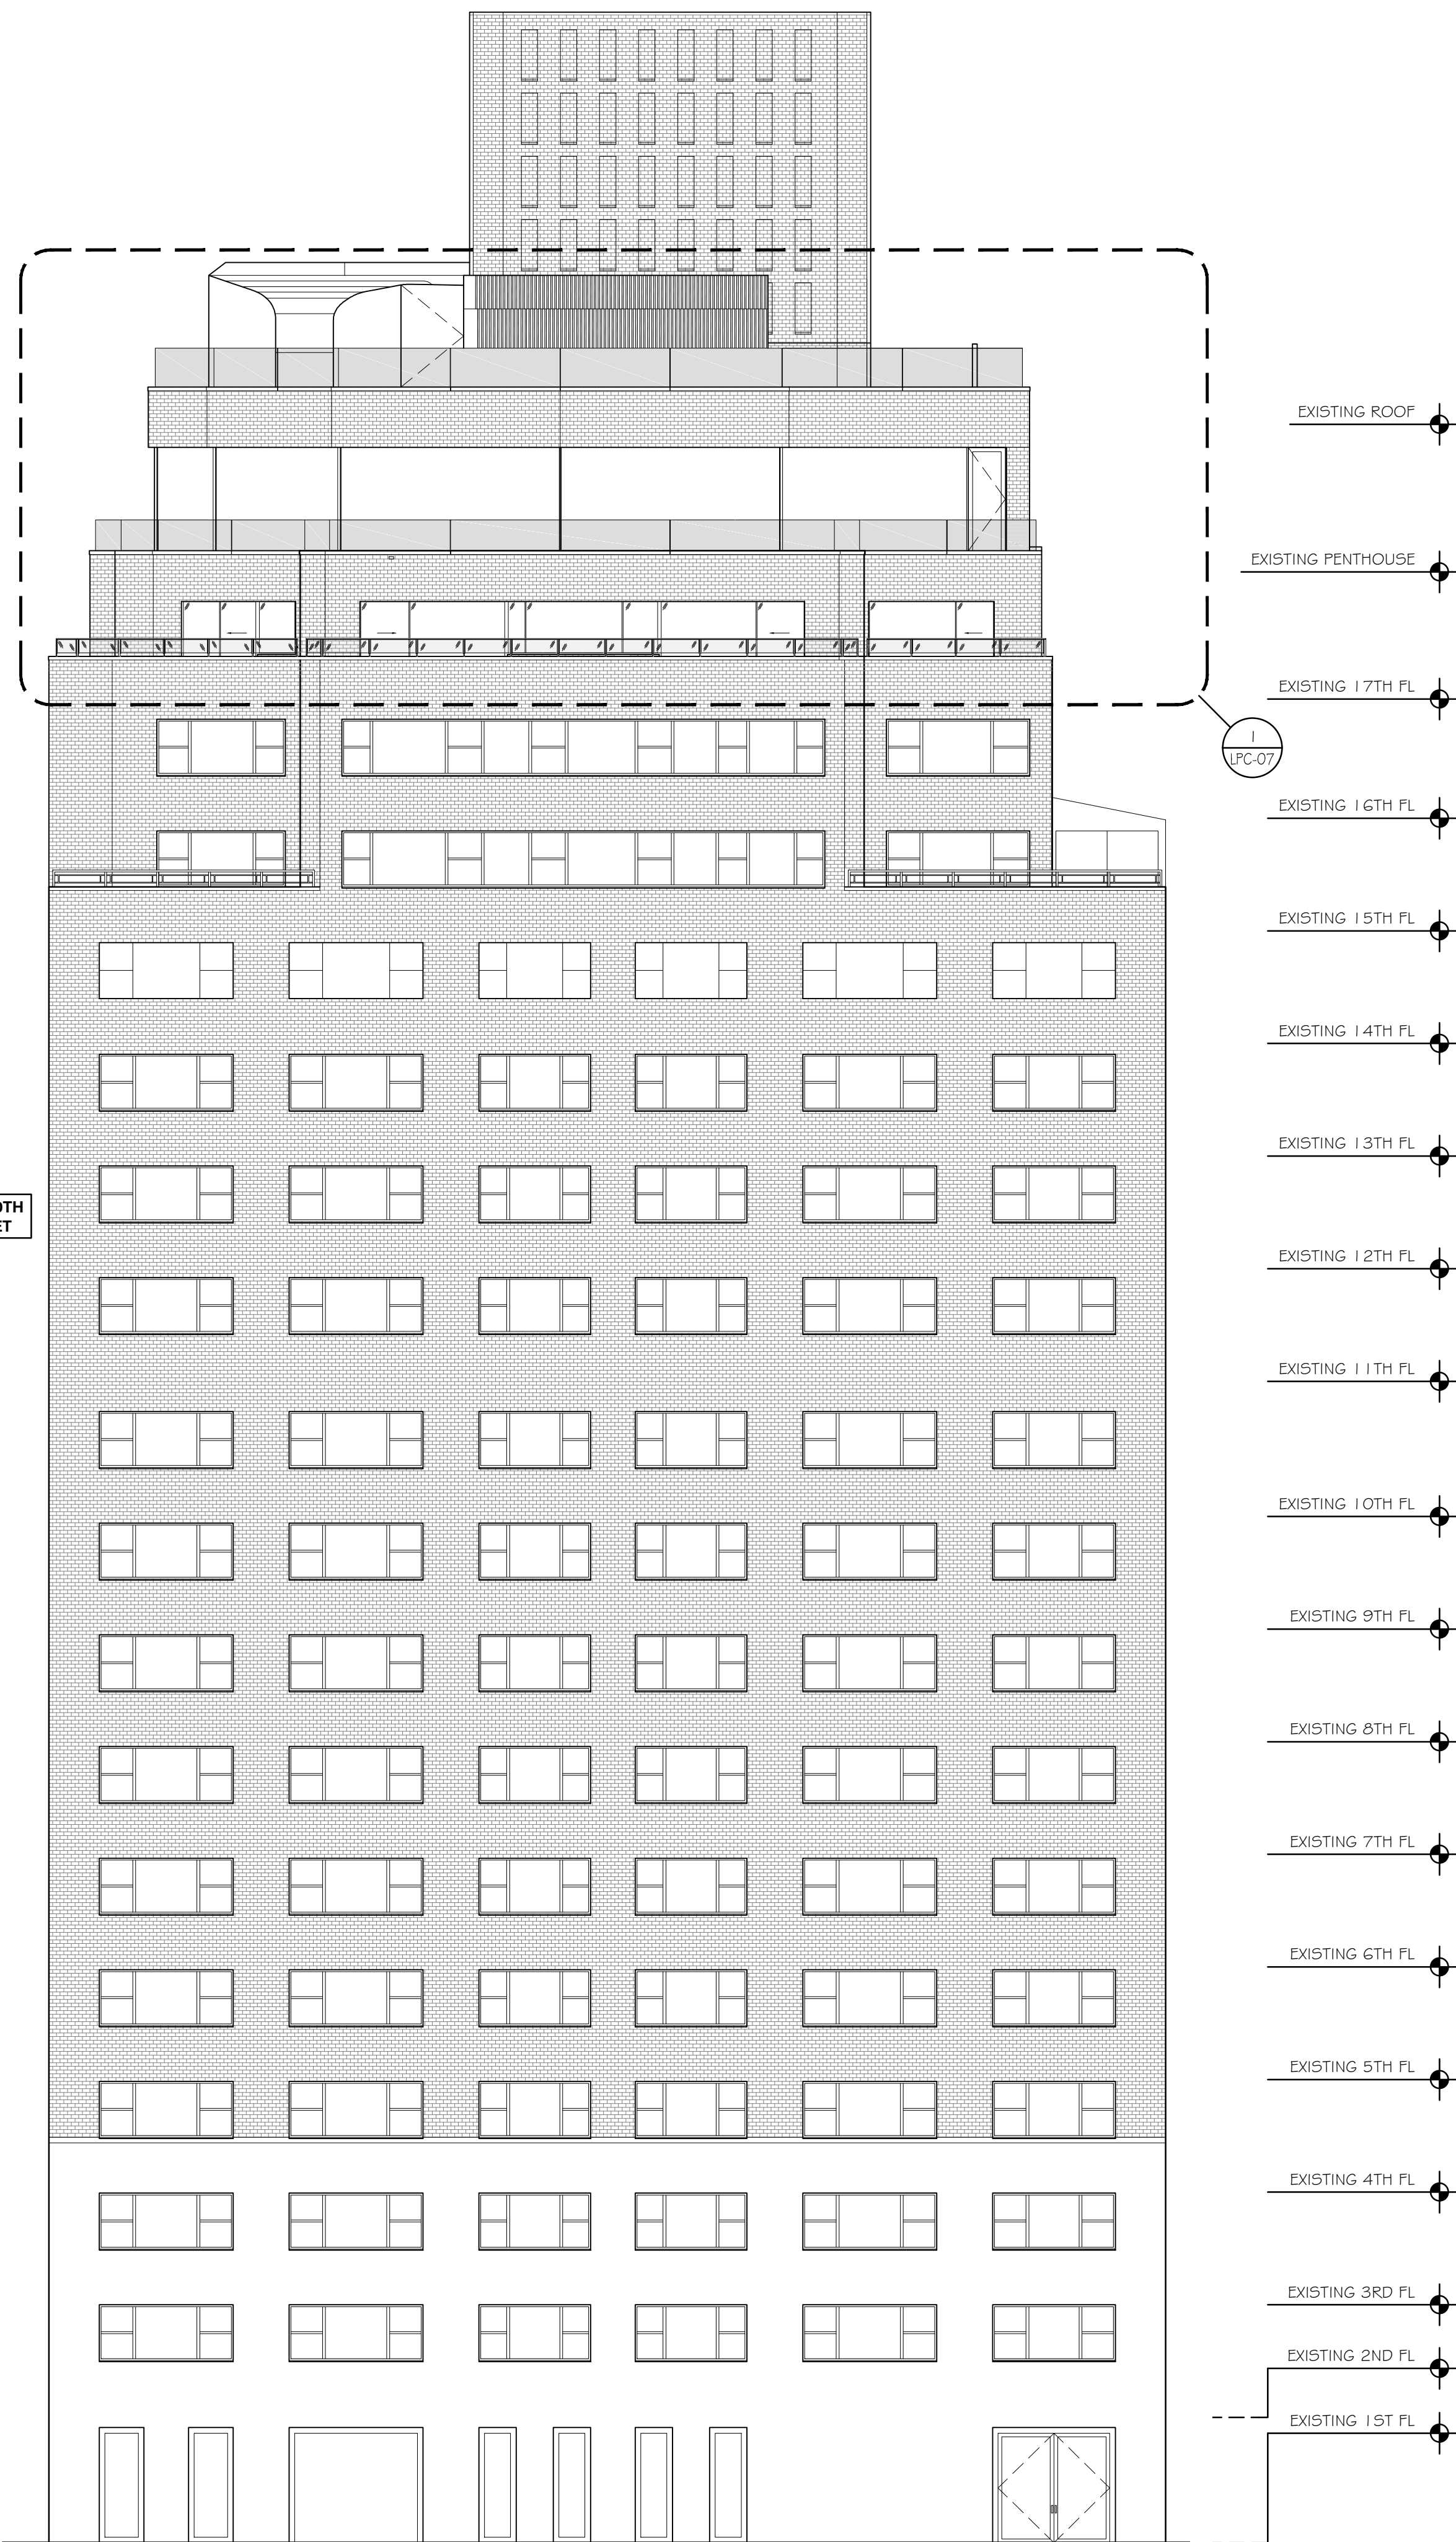 EXISTING ROOF
EXISTING PENTHOUSE
EXISTING 17TH FL
1
LPC-07
EXISTING 16TH FL
EXISTING 15TH FL
EXISTING 14TH FL
EXISTING 13TH FL
EXISTING 12TH FL
EXISTING 11TH FL
EXISTING 10TH FL
EXISTING 9TH FL
EXISTING 8TH FL
EXISTING 7TH FL
EXISTING 6TH FL
EXISTING 5TH FL
EXISTING 4TH FL
EXISTING 3RD FL
EXISTING 2ND FL
EXISTING 1ST FL